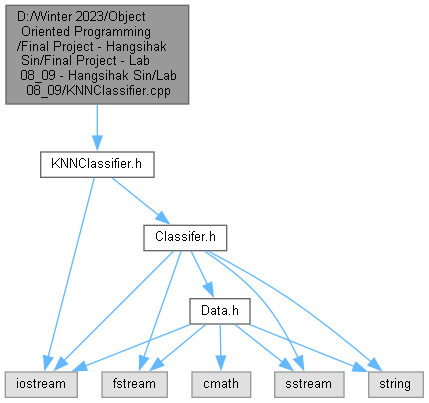 D:/Winter 2023/Object
Oriented Programming
/Final Project - Hangsihak
Sin/Final Project - Lab
08_09 - Hangsihak Sin/Lab
08_09/KNNClassifier.cpp
KNNClassifier.h
Classifer.h
Data.h
iostream
fstream
cmath
sstream
string